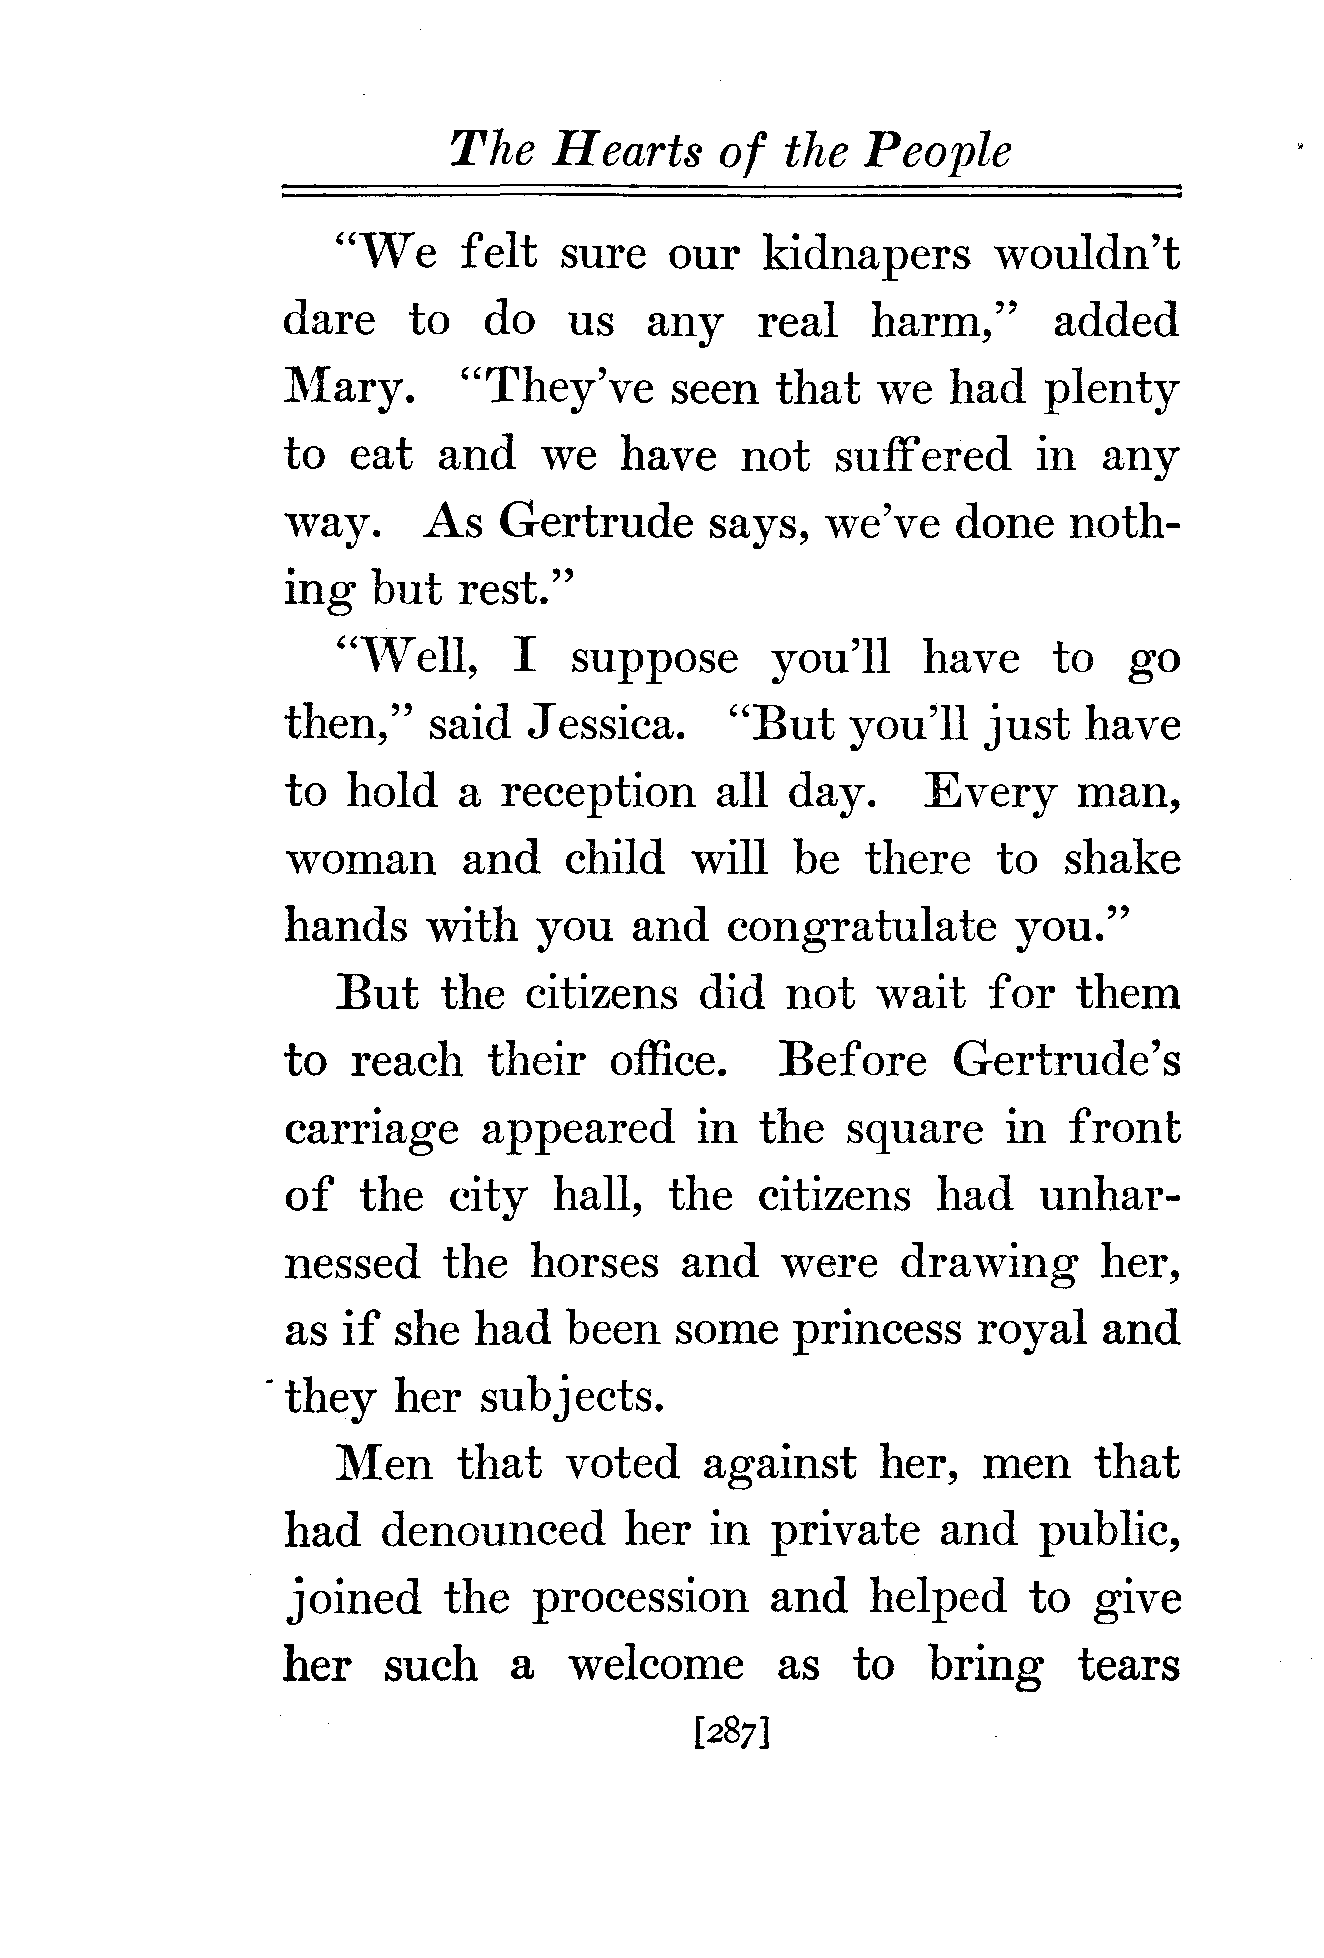 The Hearts of the People
“We felt sure our kidnapers wouldn’t
dare to do us any real harm,” added
Mary. “They’ve seen that we had plenty
to eat and we have not suffered in any
way. As Gertrude says, we’ve done noth-
ing but rest.”
“Well, I suppose you’ll have to go
then,” said Jessica. “But you’ll just have
to hold a reception all day. Every man,
woman and child will be there to shake
hands with you and congratulate you.”
But the citizens did not wait for them
to reach their office. Before Gertrude’s
carriage appeared in the square in front
of the city hall, the citizens had unhar-
nessed the horses and were drawing her,
as if she had been some princess royal and
they her subjects.
Men that voted against her, men that
had denounced her in private and public,
joined the procession and helped to give
her such a welcome as to bring tears
[287]